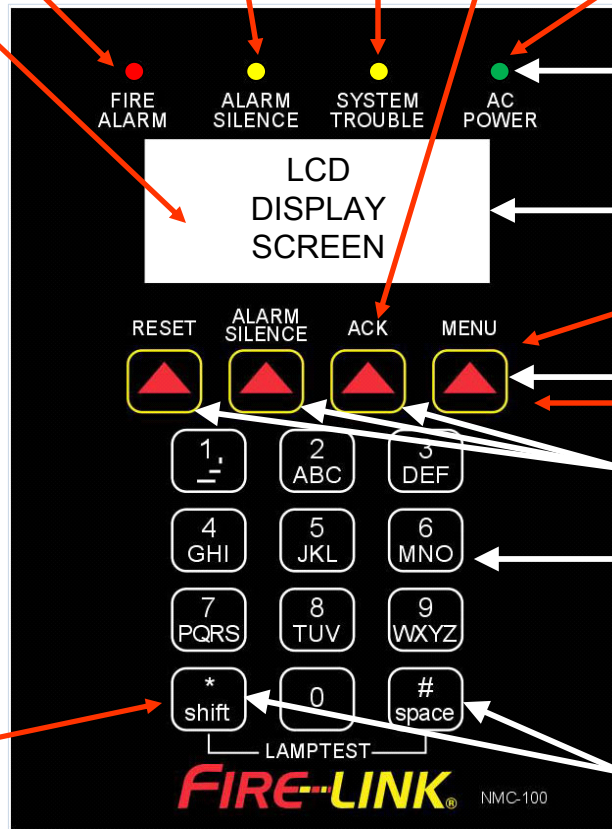 FIRE ALARM SYSTEM AC
ALARM SILENCE TROUBLE POWER
LCD
DISPLAY
SCREEN
RESET ALARM SILENCE ACK MENU
1 2 3
,-_ ABC DEF
4 5 6
GHI JKL MNO
7 8 9
PQRS TUV WXYZ
* 0 #
shift space
LAMPTEST
FIRE-LINK® NMC-100